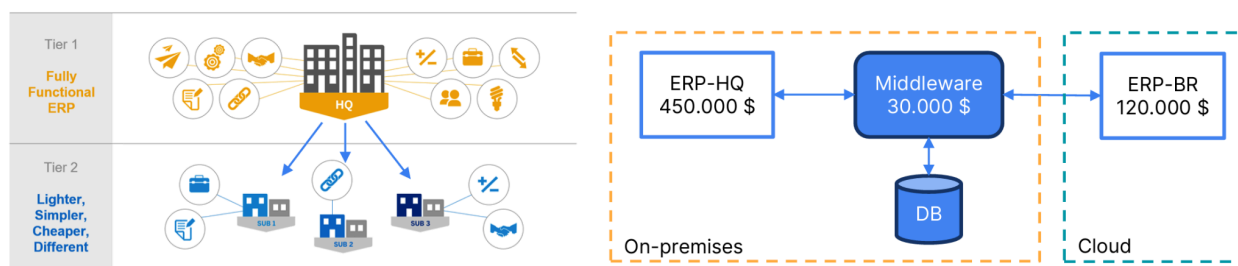 Tier 1
Fully
Functional
ERP
HQ
Tier 2
Lighter,
Simpler,
Cheaper,
Different
SUB 1
SUB 2
SUB 3
ERP-HQ
450.000 $
Middleware
30.000 $
ERP-BR
120.000 $
DB
On-premises
Cloud